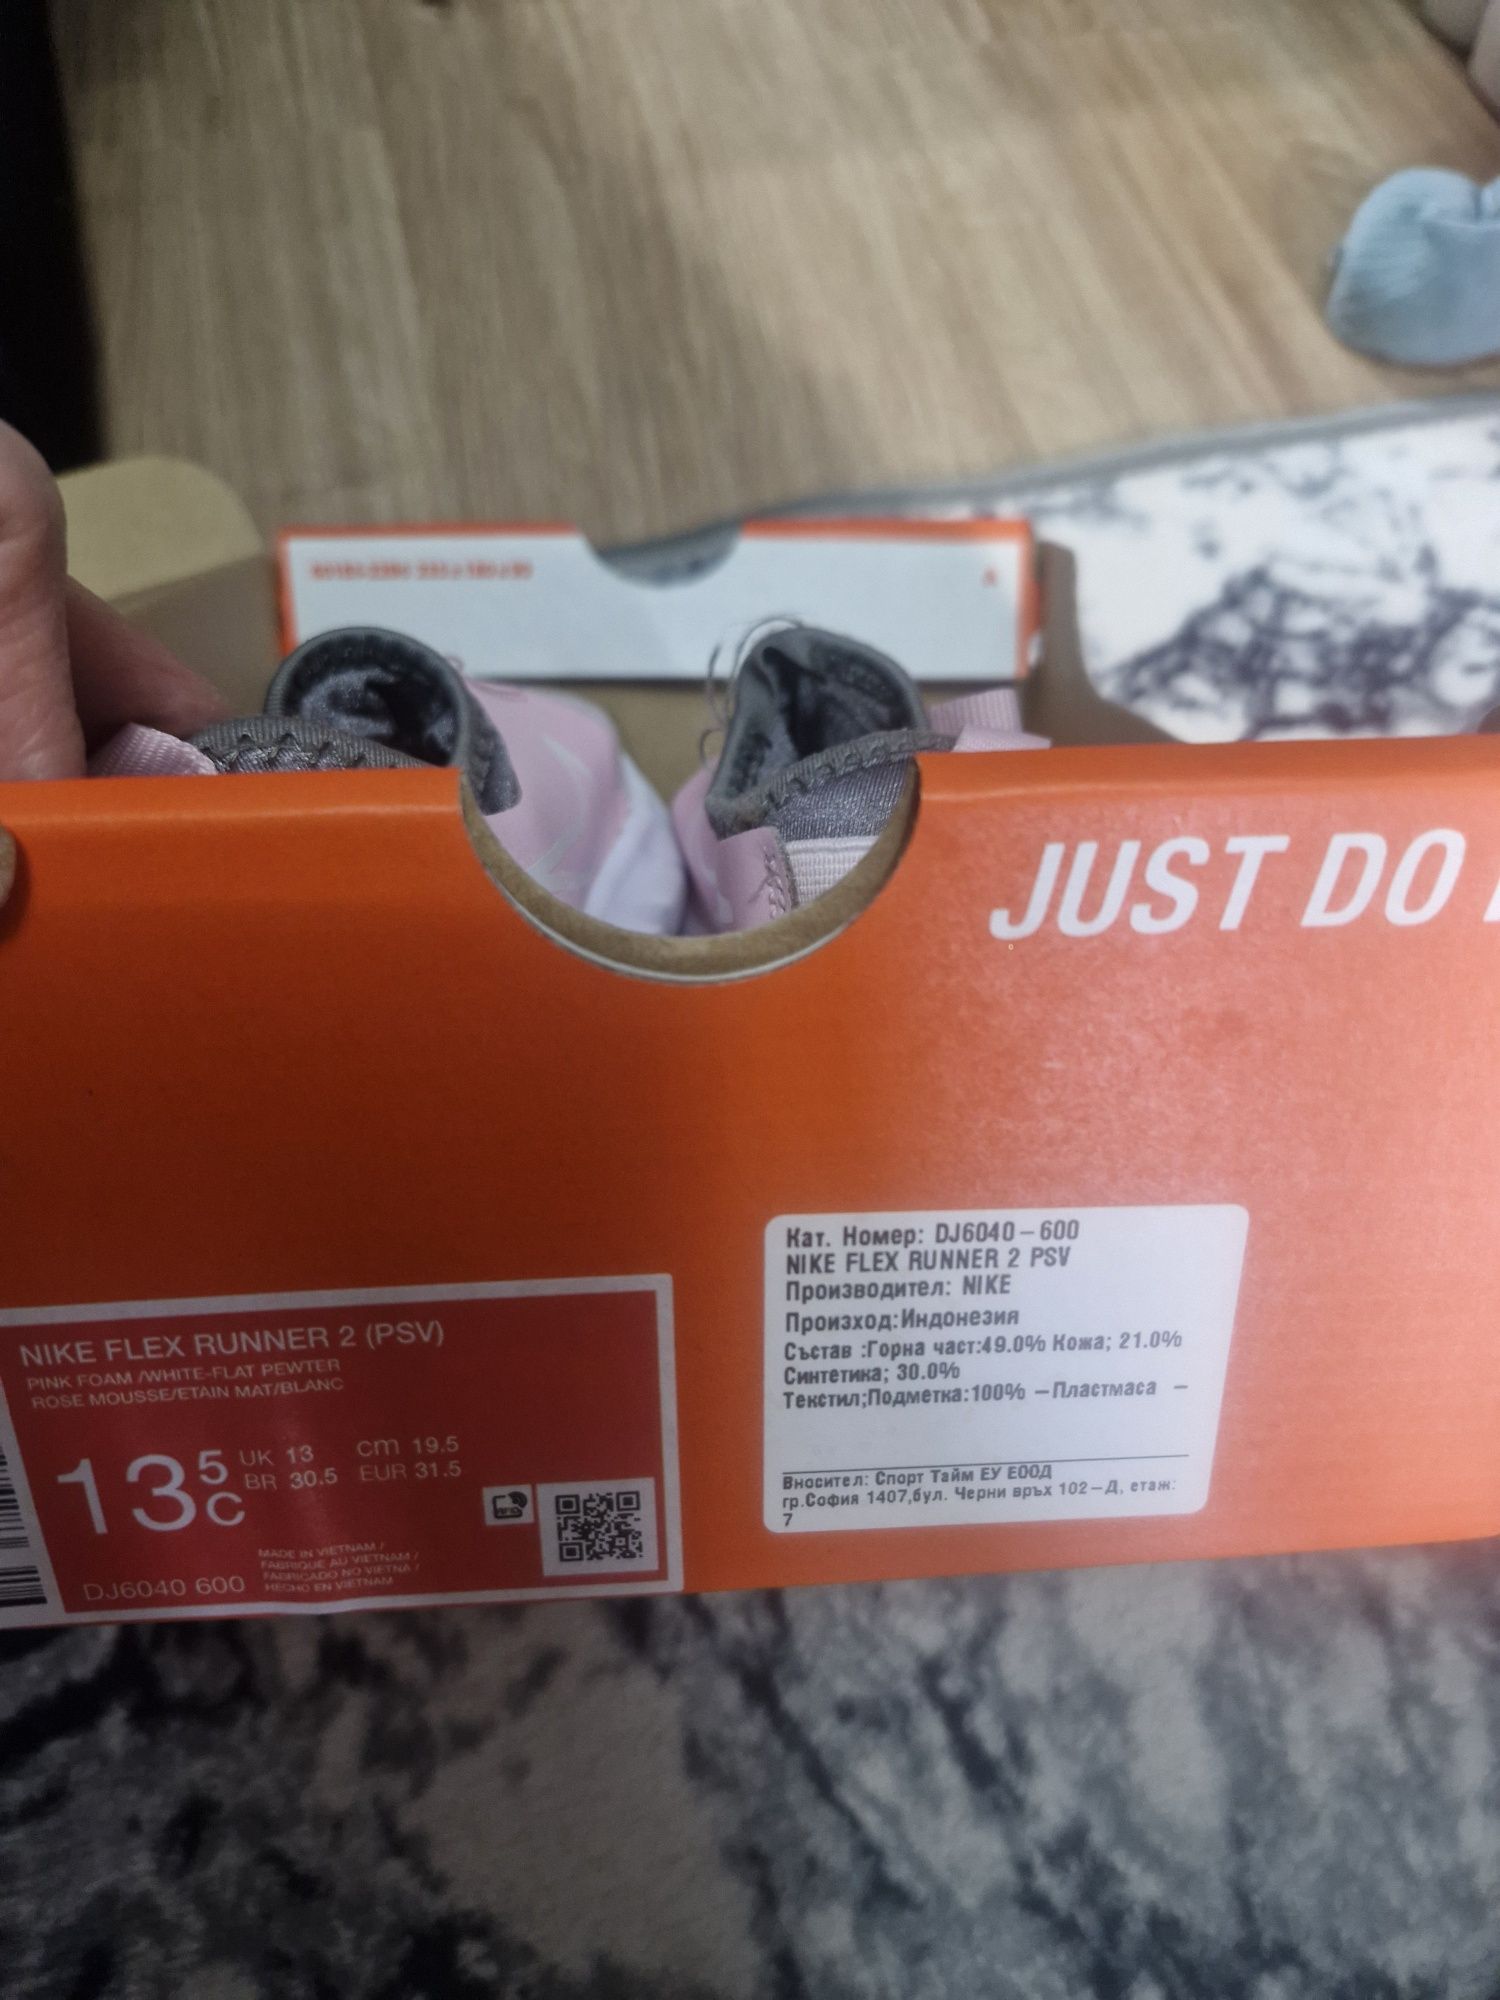 JUST DO
Кат. Номер: DJ6040-600
NIKE FLEX RUNNER 2 PSV
Производител: NIKE
Произход:Индонезия
Състав :Горна част:49.0% Кожа; 21.0%
Синтетика; 30.0%
Текстил;Подметка:100% -Пластмаса -
Вносител: Спорт Тайм ЕУ ЕООД
гр.София 1407,бул. Черни връх 102-Д, етаж:
7
NIKE FLEX RUNNER 2 (PSV)
PINK FOAM /WHITE-FLAT PEWTER
ROSE MOUSSE/ETAIN MAT/BLANC
13 5 C
UK 13 cm 19.5
BR 30.5 EUR 31.5
MADE IN VIETNAM /
FABRIQUE AU VIETNAM /
FABRICADO NO VIETNA /
HECHO EN VIETNAM
DJ6040 600